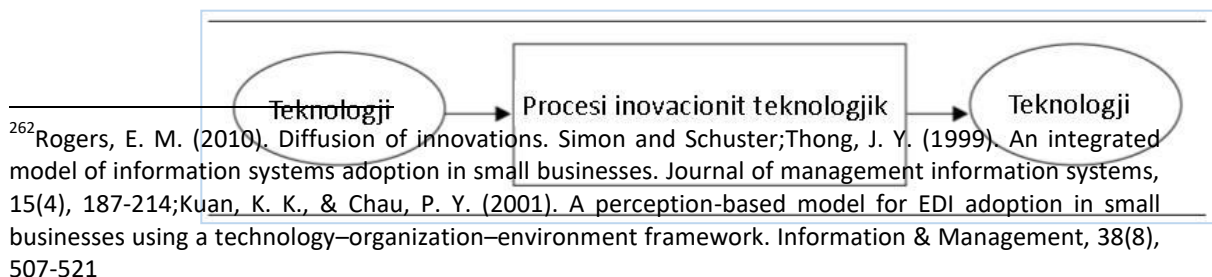 Teknologji Procesi inovacionit teknologjik Teknologji
262Rogers, E. M. (2010). Diffusion of innovations. Simon and Schuster;Thong, J. Y. (1999). An integrated
model of information systems adoption in small businesses. Journal of management information systems,
15(4), 187-214;Kuan, K. K., & Chau, P. Y. (2001). A perception-based model for EDI adoption in small
businesses using a technology–organization–environment framework. Information & Management, 38(8),
507-521